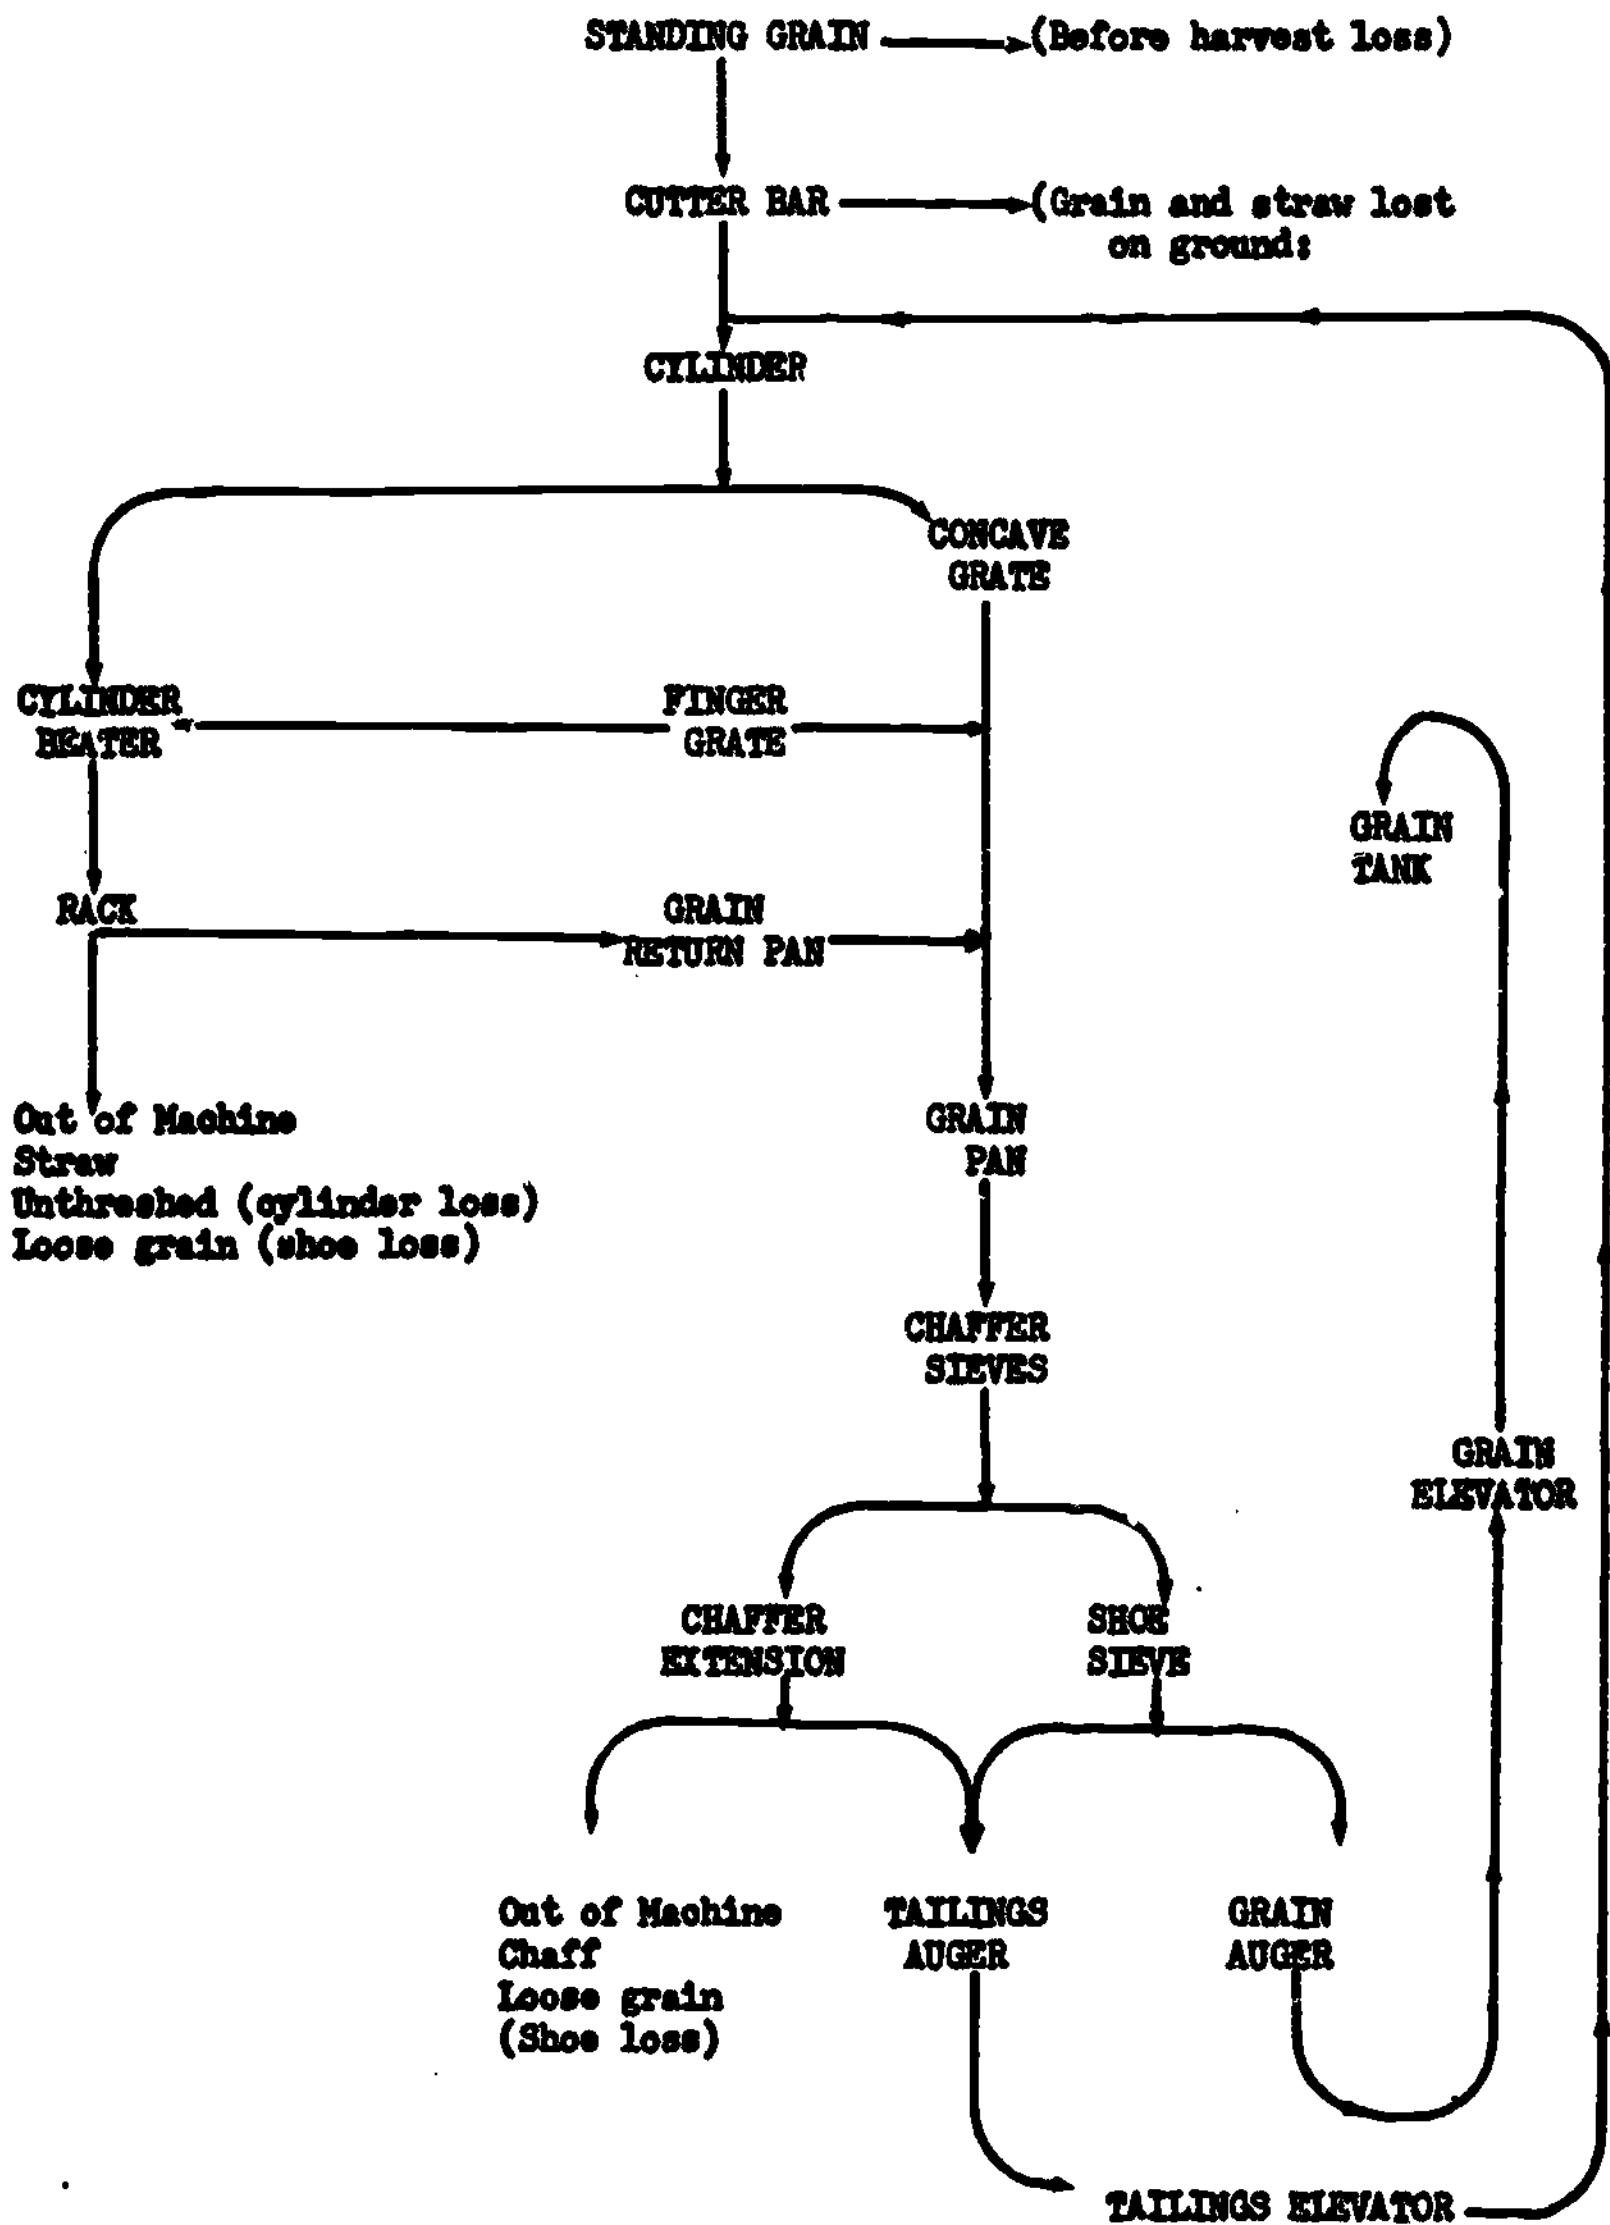 STANDING GRAIN (Before harvest loss)
CUTTER BAR (Grain and straw lost
on ground;
CYLINDER
CONCAVE
GRATE
CYLINDER
BEATER
FINGER
GRATE
GRAIN
TANK
RACK
GRAIN
RETURN PAN
Out of Machine
Straw
Unthreshed (cylinder loss)
Loose grain (shoe loss)
GRAIN
PAN
CHAFFER
SIEVES
GRAIN
ELEVATOR
CHAFFER
EXTENSION
SHOE
SIEVE
Out of Machine
Chaff
Loose grain
(Shoe loss)
TAILINGS
AUGER
GRAIN
AUGER
TAILINGS ELEVATOR